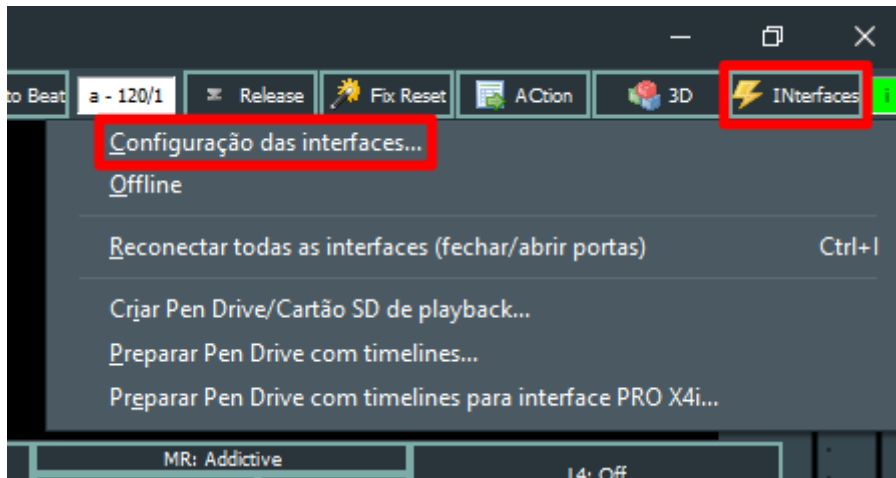 to Beat a - 120/1 Release Fix Reset ACtion 3D INterfaces i
Configuração das interfaces...
Offline
Reconectar todas as interfaces (fechar/abrir portas) Ctrl+I
Criar Pen Drive/Cartão SD de playback...
Preparar Pen Drive com timelines...
Preparar Pen Drive com timelines para interface PRO X4i...
MR: Addictive
L4: Off